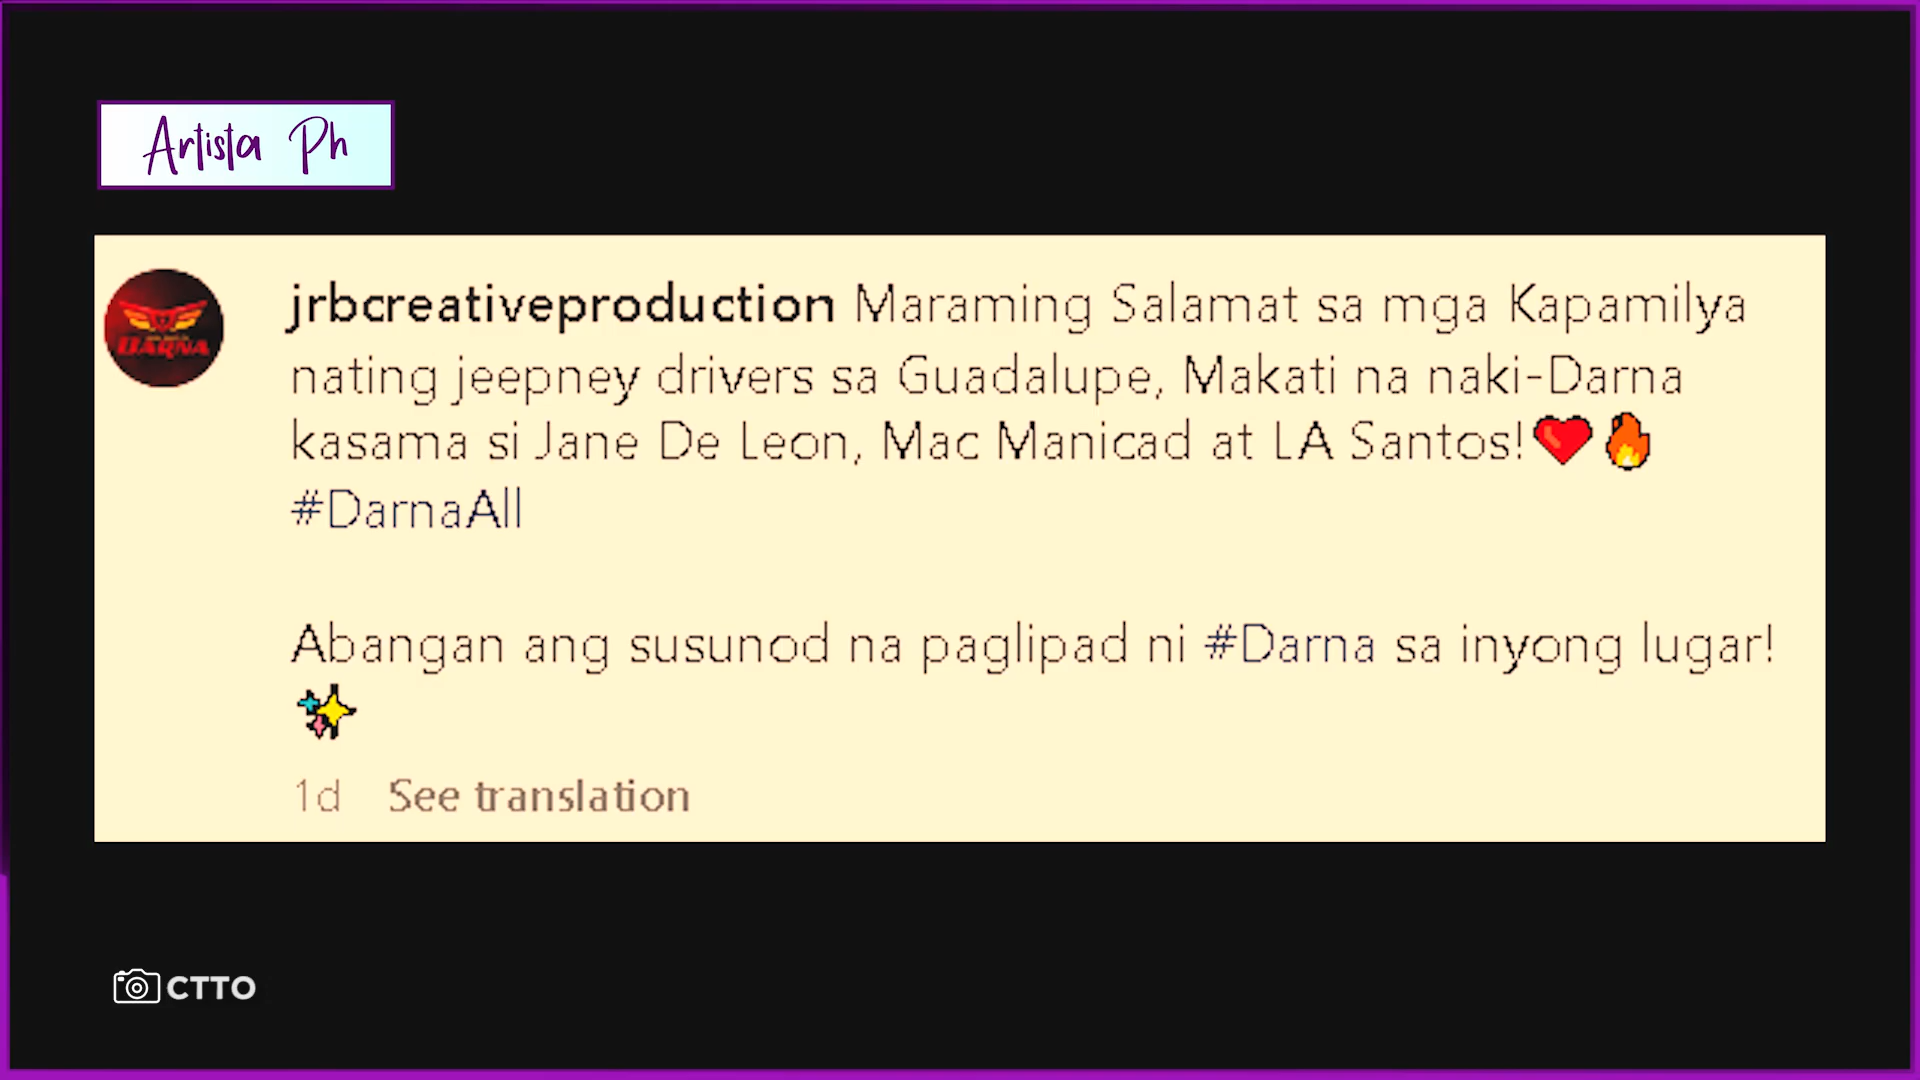 Artista Ph
DARNA
jrbcreativeproduction Maraming Salamat sa mga Kapamilya
nating jeepney drivers sa Guadalupe, Makati na naki-Darna
kasama si Jane De Leon, Mac Manicad at LA Santos!❤️🔥
#DarnaAll
Abangan ang susunod na paglipad ni #Darna sa inyong lugar!
✨
1d See translation
CTTO